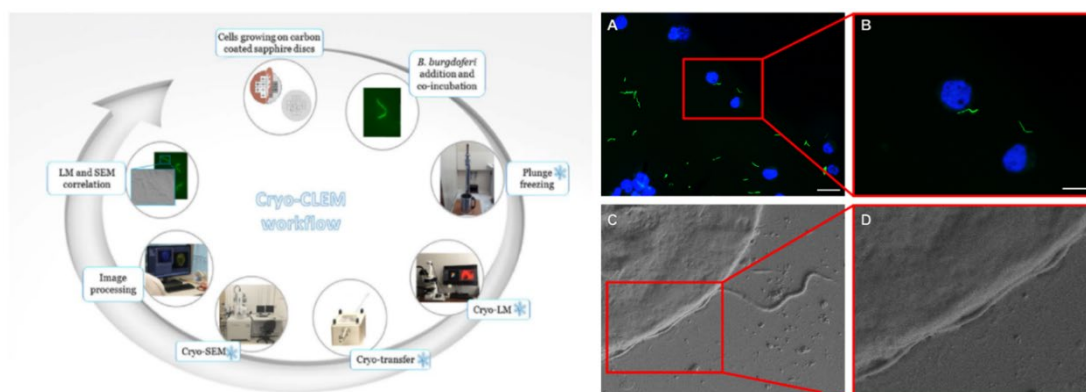 Cells growing on carbon
coated sapphire discs
B. burgdoferi
addition and
co-incubation
Plunge
freezing
Cryo-LM
Cryo-transfer
Cryo-SEM
Image
processing
LM and SEM
correlation
Cryo-CLEM
workflow
A
B
C
D